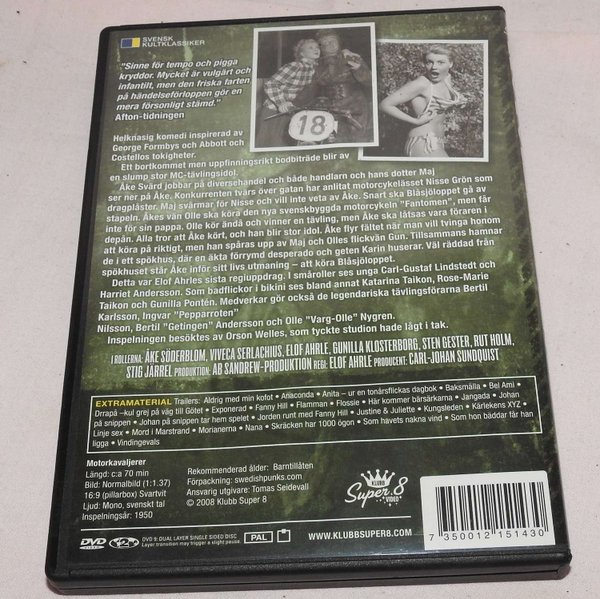 SVENSK
KULTKLASSIKER
"Sinne för tempo och pigga
kryddor. Mycket är vulgärt och
infantilt, men den friska farten
på händelseförloppen gör en
mera försonligt stämd."
Afton-tidningen
18
Helknasig komedi inspirerad av
George Formbys och Abbott och
Costellos tokigheter.
Ett bortkommet men uppfinningsrikt bodbiträde blir av
en slump stor MC-tävlingsidol.
Åke Svärd jobbar på diversehandel och både handlarn och hans dotter Maj
ser ner på Åke. Konkurrenten tvärs över gatan har anlitat motorcykelässet Nisse Grön som
dragplåster. Maj svärmar för Nisse och vill inte veta av Åke. Snart ska Blåsjöloppet gå av
stapeln. Åkes vän Olle ska köra den nya svenskbyggda motorcykeln "Fantomen", men får
inte för sin pappa. Olle kör ändå och vinner en tävling, men Åke ska låtsas vara föraren i
depån. Alla tror att Åke kört, och han blir stor idol. Åke flyr fältet när man vill tvinga honom
att köra på riktigt, men han spåras upp av Maj och Olles flickvän Gun. Tillsammans hamnar
de i ett spökhus, där en äkta förrymd desperado och geten Karin huserar. Väl räddad från
spökhuset står Åke inför sitt livs utmaning – att köra Blåsjöloppet.
Detta var Elof Ahrles sista regiuppdrag. I småroller ses unga Carl-Gustaf Lindstedt och
Harriet Andersson. Som badflickor i bikini ses bland annat Katarina Taikon, Rose-Marie
Taikon och Gunilla Pontén. Medverkar gör också de legendariska tävlingsförarna Bertil
Karlsson, Ingvar "Pepparroten"
Nilsson, Bertil "Getingen" Andersson och Olle "Varg-Olle" Nygren.
Inspelningen besöktes av Orson Welles, som tyckte studion hade lågt i tak.
I ROLLERNA: ÅKE SÖDERBLOM, VIVECA SERLACHIUS, ELOF AHRLE, GUNILLA KLOSTERBORG, STEN GESTER, RUT HOLM,
STIG JÄRREL PRODUKTION: AB SANDREW-PRODUKTION REGI: ELOF AHRLE PRODUCENT: CARL-JOHAN SUNDQUIST
EXTRAMATERIAL Trailers: Aldrig med min kofot • Anaconda • Anita – ur en tonårsflickas dagbok • Baksmälla • Bel Ami •
Drrapå –kul grej på väg till Götet • Exponerad • Fanny Hill • Flamman • Flossie • Här kommer bärsärkarna • Jangada • Johan
på snippen • Johan på snippen tar hem spelet • Jorden runt med Fanny Hill • Justine & Juliette • Kungsleden • Kärlekens XYZ •
Linje sex • Mord i Marstrand • Morianerna • Nana • Skräcken har 1000 ögon • Som havets nakna vind • Som hon bäddar får han
ligga • Vindingevals
Motorkavaljerer
Längd: c:a 70 min
Bild: Normalbild (1:1.37)
16:9 (pillarbox) Svartvit
Ljud: Mono, svenskt tal
Inspelningsår: 1950
Rekommenderad ålder: Barntillåten
Förpackning: swedishpunks.com
Ansvarig utgivare: Tomas Seidevall
© 2008 Klubb Super 8
KLUBB
Super 8
VIDEO
DVD
VIDEO
2
DVD 9: DUAL LAYER SINGLE SIDED DISC
Layer transition may trigger a slight pause.
PAL
WWW.KLUBBSUPER8.COM
7 350012 151430